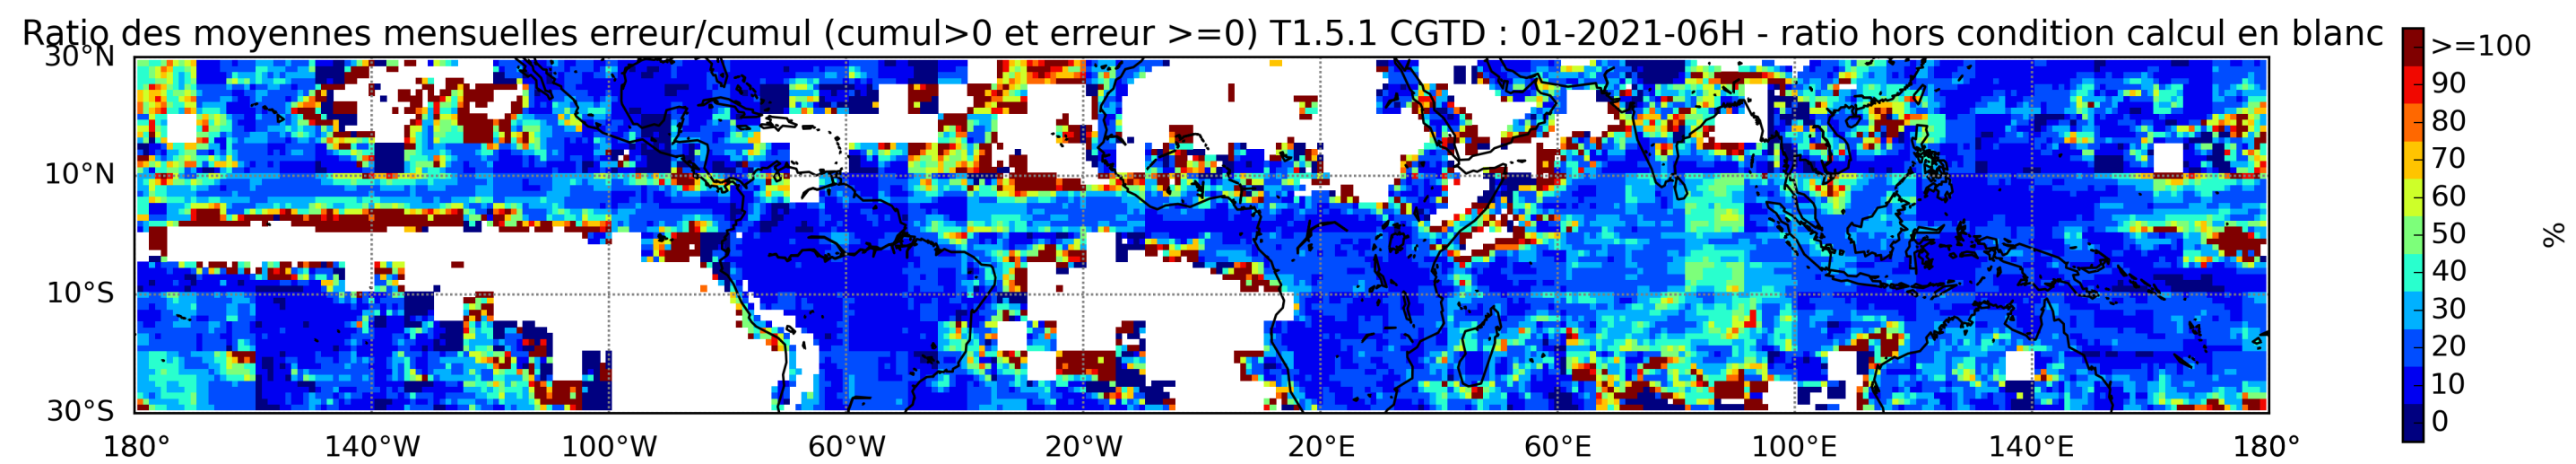 Ratio des moyennes mensuelles erreur/cumul (cumul>0 et erreur >=0) T1.5.1 CGTD : 01-2021-06H - ratio hors condition calcul en blanc
30°N
10°N
10°S
30°S
180°
140°W
100°W
60°W
20°W
20°E
60°E
100°E
140°E
180°
>=100
90
80
70
60
50
40
30
20
10
0
%